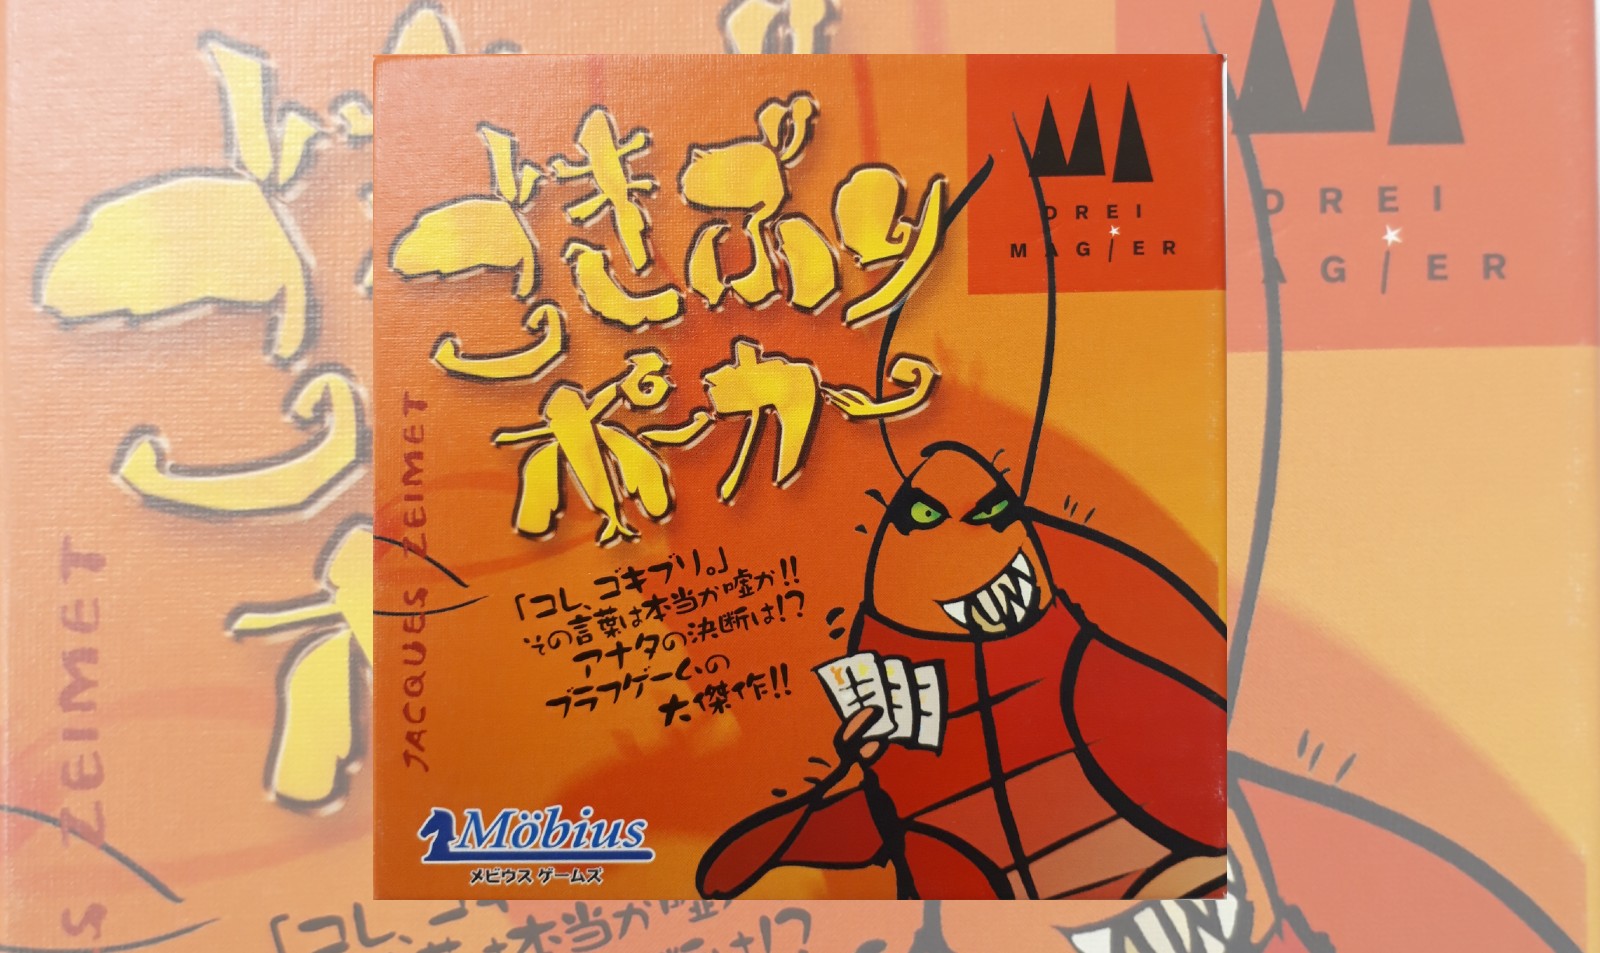 ごきぶり
ポーカー
DREI
MAGIER
JACQUES ZEIMET
「コレ、ゴキブリ。」
その言葉は本当か嘘か!!
アナタの決断は!?
ブラフゲームの
大傑作!!
Möbius
メビウス ゲームズ